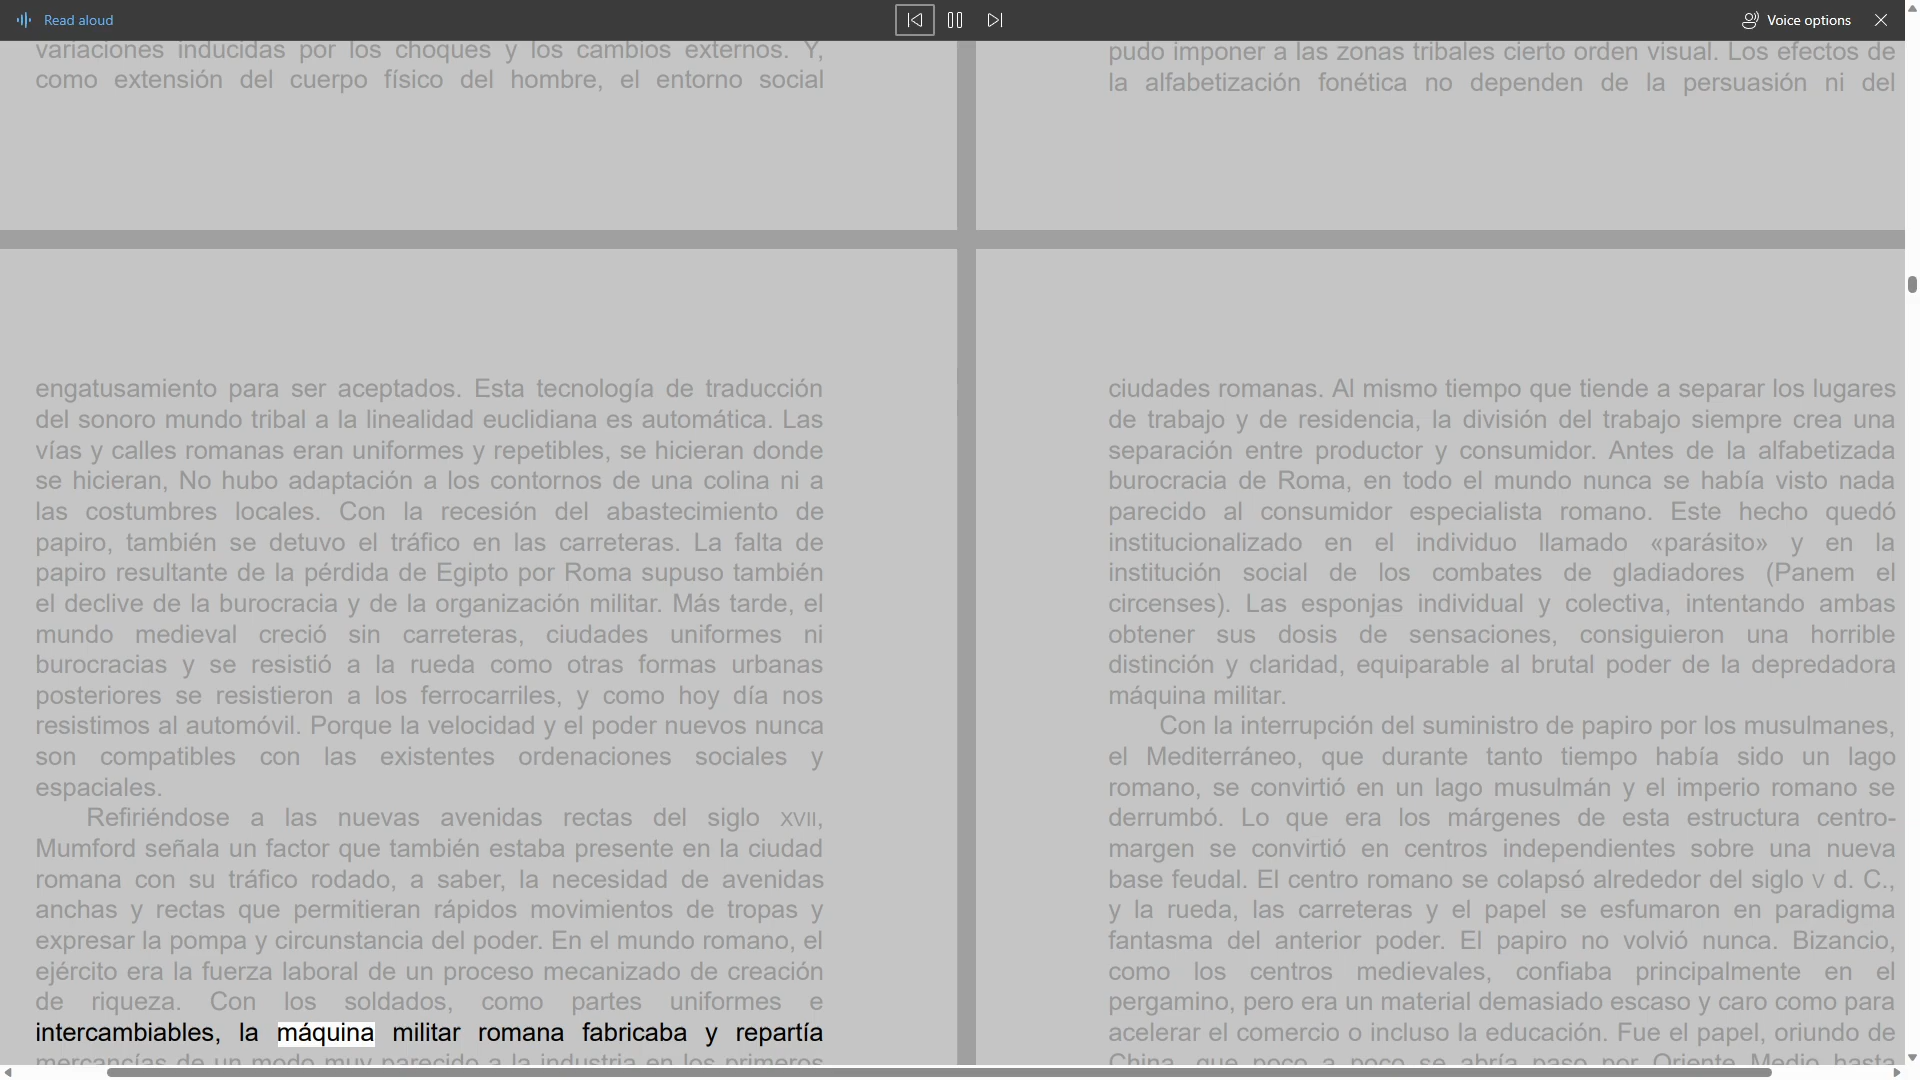 Read aloud
Voice options
variaciones inducidas por los choques y los cambios externos. Y,
como extensión del cuerpo físico del hombre, el entorno social
pudo imponer a las zonas tribales cierto orden visual. Los efectos de
la alfabetización fonética no dependen de la persuasión ni del
engatusamiento para ser aceptados. Esta tecnología de traducción
del sonoro mundo tribal a la linealidad euclidiana es automática. Las
vías y calles romanas eran uniformes y repetibles, se hicieran donde
se hicieran, No hubo adaptación a los contornos de una colina ni a
las costumbres locales. Con la recesión del abastecimiento de
papiro, también se detuvo el tráfico en las carreteras. La falta de
papiro resultante de la pérdida de Egipto por Roma supuso también
el declive de la burocracia y de la organización militar. Más tarde, el
mundo medieval creció sin carreteras, ciudades uniformes ni
burocracias y se resistió a la rueda como otras formas urbanas
posteriores se resistieron a los ferrocarriles, y como hoy día nos
resistimos al automóvil. Porque la velocidad y el poder nuevos nunca
son compatibles con las existentes ordenaciones sociales y
espaciales.
Refiriéndose a las nuevas avenidas rectas del siglo XVII,
Mumford señala un factor que también estaba presente en la ciudad
romana con su tráfico rodado, a saber, la necesidad de avenidas
anchas y rectas que permitieran rápidos movimientos de tropas y
expresar la pompa y circunstancia del poder. En el mundo romano, el
ejército era la fuerza laboral de un proceso mecanizado de creación
de riqueza. Con los soldados, como partes uniformes e
intercambiables, la máquina militar romana fabricaba y repartía
mercancías de un modo muy parecido a la industria en los primeros
ciudades romanas. Al mismo tiempo que tiende a separar los lugares
de trabajo y de residencia, la división del trabajo siempre crea una
separación entre productor y consumidor. Antes de la alfabetizada
burocracia de Roma, en todo el mundo nunca se había visto nada
parecido al consumidor especialista romano. Este hecho quedó
institucionalizado en el individuo llamado «parásito» y en la
institución social de los combates de gladiadores (Panem el
circenses). Las esponjas individual y colectiva, intentando ambas
obtener sus dosis de sensaciones, consiguieron una horrible
distinción y claridad, equiparable al brutal poder de la depredadora
máquina militar.
Con la interrupción del suministro de papiro por los musulmanes,
el Mediterráneo, que durante tanto tiempo había sido un lago
romano, se convirtió en un lago musulmán y el imperio romano se
derrumbó. Lo que era los márgenes de esta estructura centro-
margen se convirtió en centros independientes sobre una nueva
base feudal. El centro romano se colapsó alrededor del siglo V d. C.,
y la rueda, las carreteras y el papel se esfumaron en paradigma
fantasma del anterior poder. El papiro no volvió nunca. Bizancio,
como los centros medievales, confiaba principalmente en el
pergamino, pero era un material demasiado escaso y caro como para
acelerar el comercio o incluso la educación. Fue el papel, oriundo de
China, que poco a poco se abría paso por Oriente Medio hasta